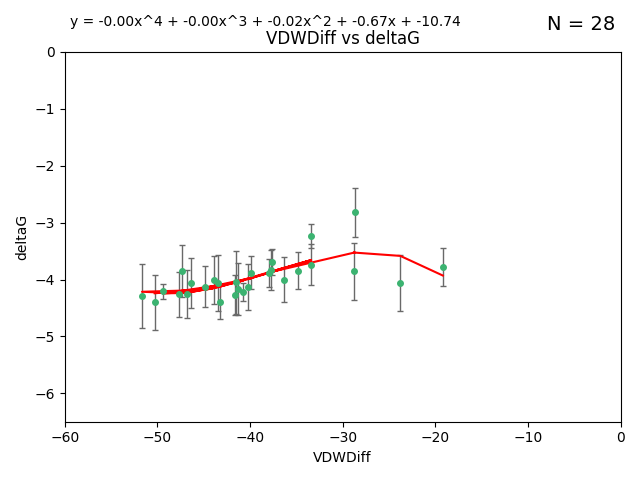 y = -0.00x^4 + -0.00x^3 + -0.02x^2 + -0.67x + -10.74
N = 28
VDWDiff vs deltaG
0
−1
−2
−3
−4
−5
−6
deltaG
−60
−50
−40
−30
−20
−10
0
VDWDiff